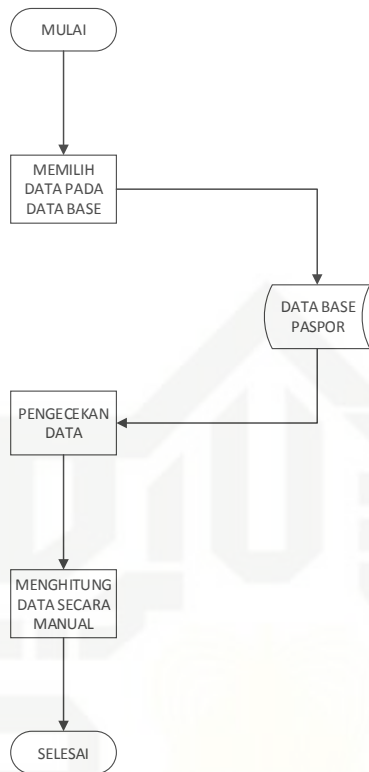 MULAI
MEMILIH
DATA PADA
DATA BASE
DATA BASE
PASPOR
PENGECEKAN
DATA
MENGHITUNG
DATA SECARA
MANUAL
SELESAI